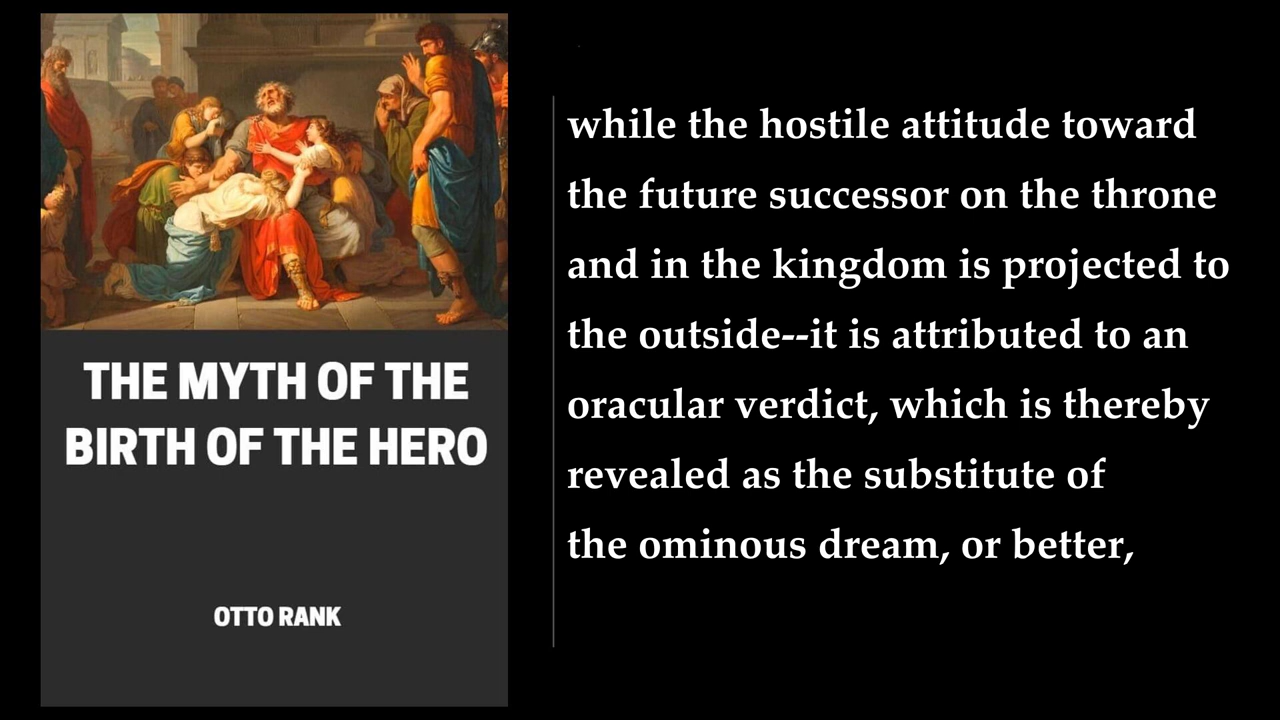 THE MYTH OF THE
BIRTH OF THE HERO
OTTO RANK
while the hostile attitude toward
the future successor on the throne
and in the kingdom is projected to
the outside--it is attributed to an
oracular verdict, which is thereby
revealed as the substitute of
the ominous dream, or better,